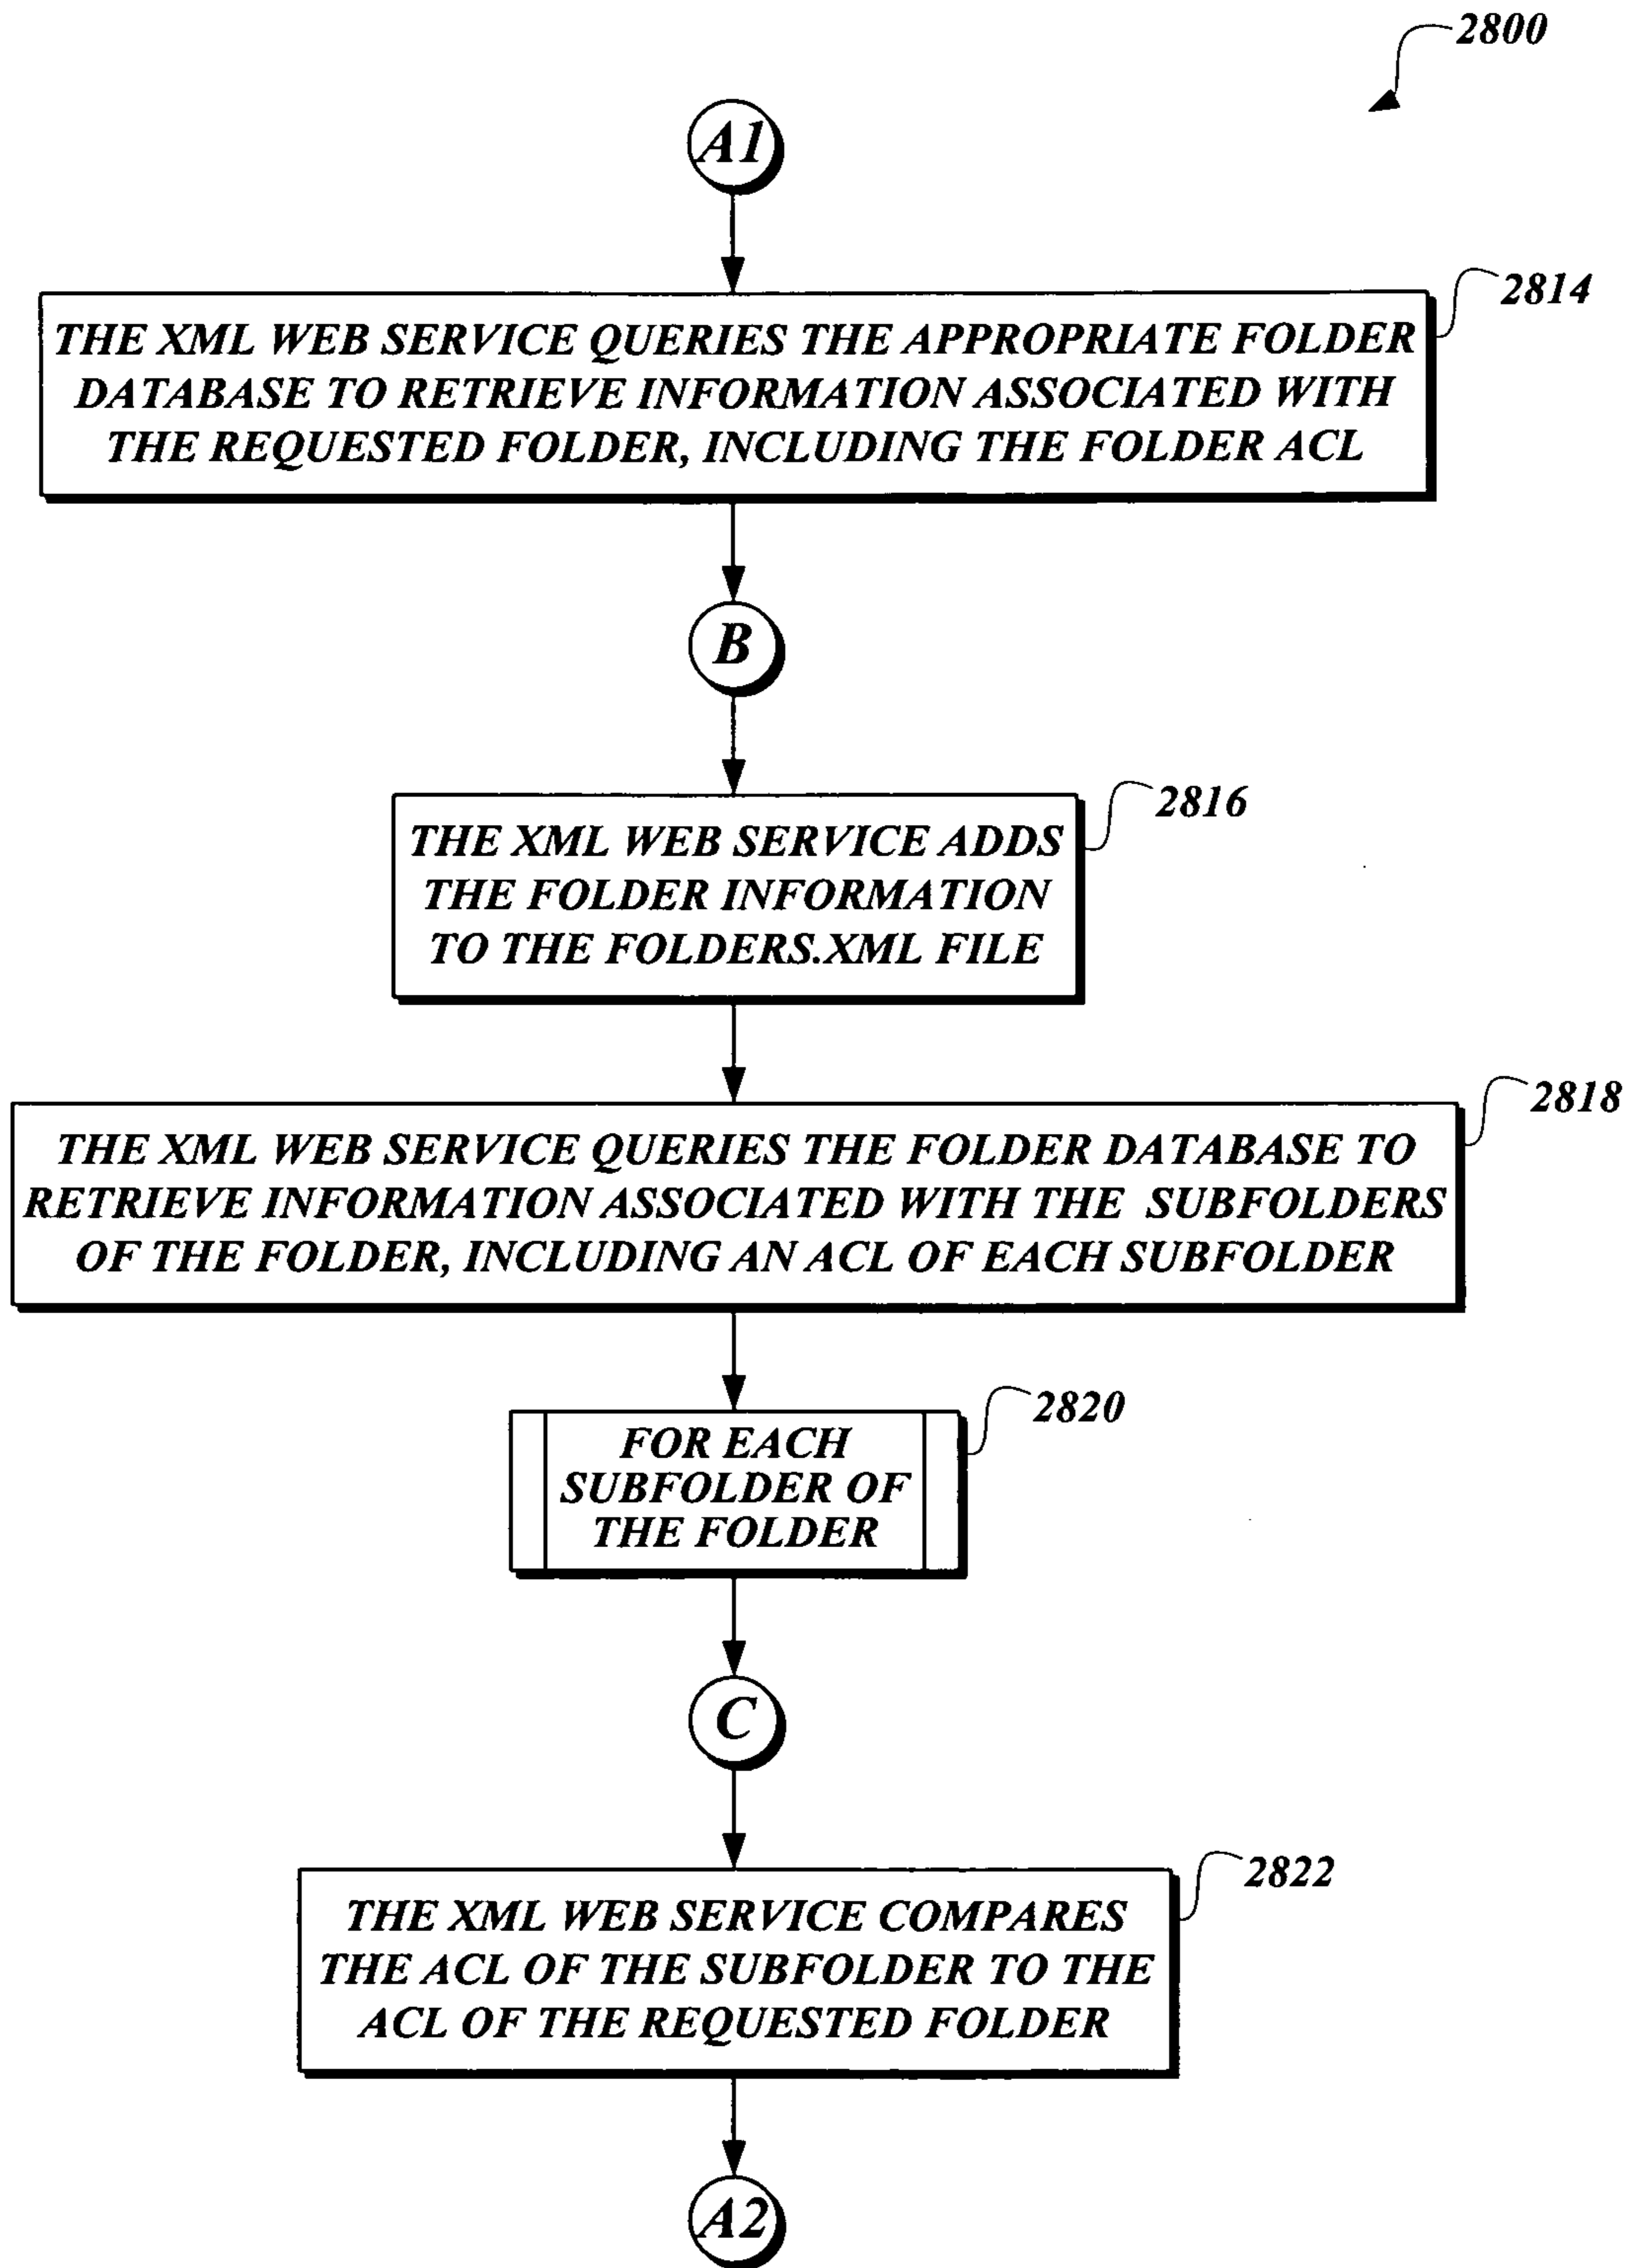 2800
A1
2814
THE XML WEB SERVICE QUERIES THE APPROPRIATE FOLDER
DATABASE TO RETRIEVE INFORMATION ASSOCIATED WITH
THE REQUESTED FOLDER, INCLUDING THE FOLDER ACL
B
2816
THE XML WEB SERVICE ADDS
THE FOLDER INFORMATION
TO THE FOLDERS.XML FILE
2818
THE XML WEB SERVICE QUERIES THE FOLDER DATABASE TO
RETRIEVE INFORMATION ASSOCIATED WITH THE SUBFOLDERS
OF THE FOLDER, INCLUDING AN ACL OF EACH SUBFOLDER
2820
FOR EACH
SUBFOLDER OF
THE FOLDER
C
2822
THE XML WEB SERVICE COMPARES
THE ACL OF THE SUBFOLDER TO THE
ACL OF THE REQUESTED FOLDER
A2